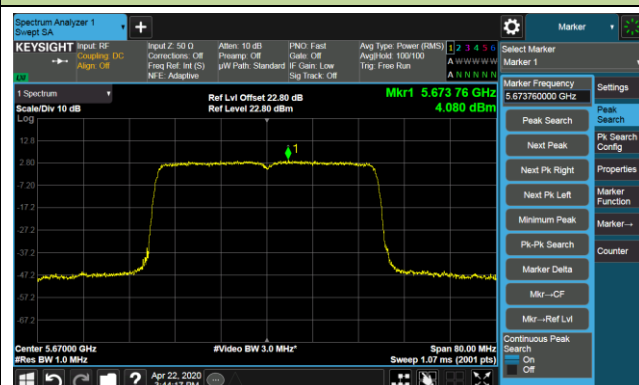 Spectrum Analyzer 1
Swept SA
Marker
KEYSIGHT
Input: RF
Coupling: DC
Align: Off
Input Z: 50 Ω
Corrections: Off
Freq Ref: Int (S)
NFE: Adaptive
Atten: 10 dB
Preamp: Off
µW Path: Standard
PNO: Fast
Gate: Off
IF Gain: Low
Sig Track: Off
Avg Type: Power (RMS)
Avg|Hold: 100/100
Trig: Free Run
1 2 3 4 5 6
A W W W W W
A N N N N N
Select Marker
Marker 1
1 Spectrum
Scale/Div 10 dB
Log
Ref Lvl Offset 22.80 dB
Ref Level 22.80 dBm
Mkr1 5.673 76 GHz
4.080 dBm
12.8
2.80
-7.20
-17.2
-27.2
-37.2
-47.2
-57.2
-67.2
1
Center 5.67000 GHz
#Res BW 1.0 MHz
#Video BW 3.0 MHz*
Span 80.00 MHz
Sweep 1.07 ms (2001 pts)
Marker Frequency
5.673760000 GHz
Peak Search
Next Peak
Next Pk Right
Next Pk Left
Minimum Peak
Pk-Pk Search
Marker Delta
Mkr→CF
Mkr→Ref Lvl
Continuous Peak
Search
On
Off
Settings
Peak
Search
Pk Search
Config
Properties
Marker
Function
Marker→
Counter
Apr 22, 2020